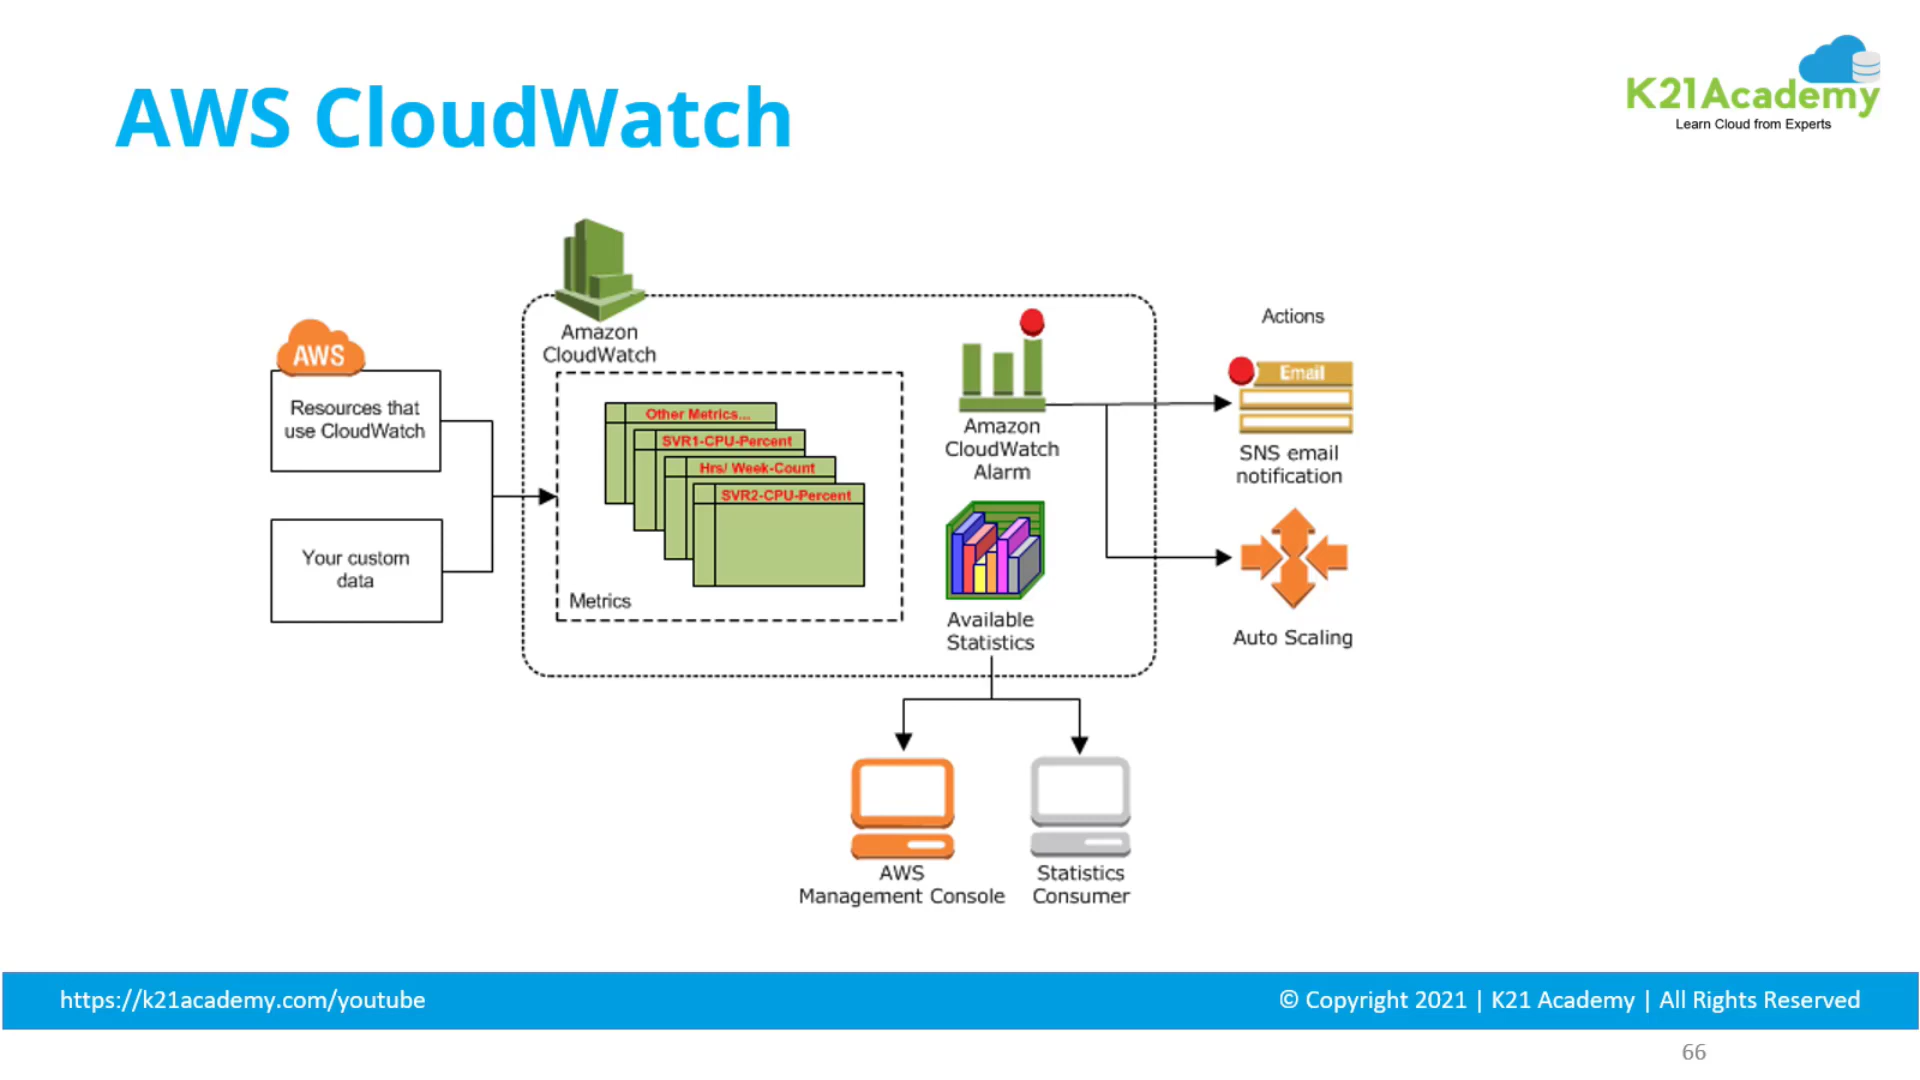 AWS CloudWatch
K21Academy
Learn Cloud from Experts
AWS
Resources that
use CloudWatch
Your custom
data
Amazon
CloudWatch
Other Metrics...
SVR1-CPU-Percent
Hrs/ Week-Count
SVR2-CPU-Percent
Metrics
Amazon
CloudWatch
Alarm
Available
Statistics
Actions
Email
SNS email
notification
Auto Scaling
AWS
Management Console
Statistics
Consumer
https://k21academy.com/youtube
© Copyright 2021 | K21 Academy | All Rights Reserved
66